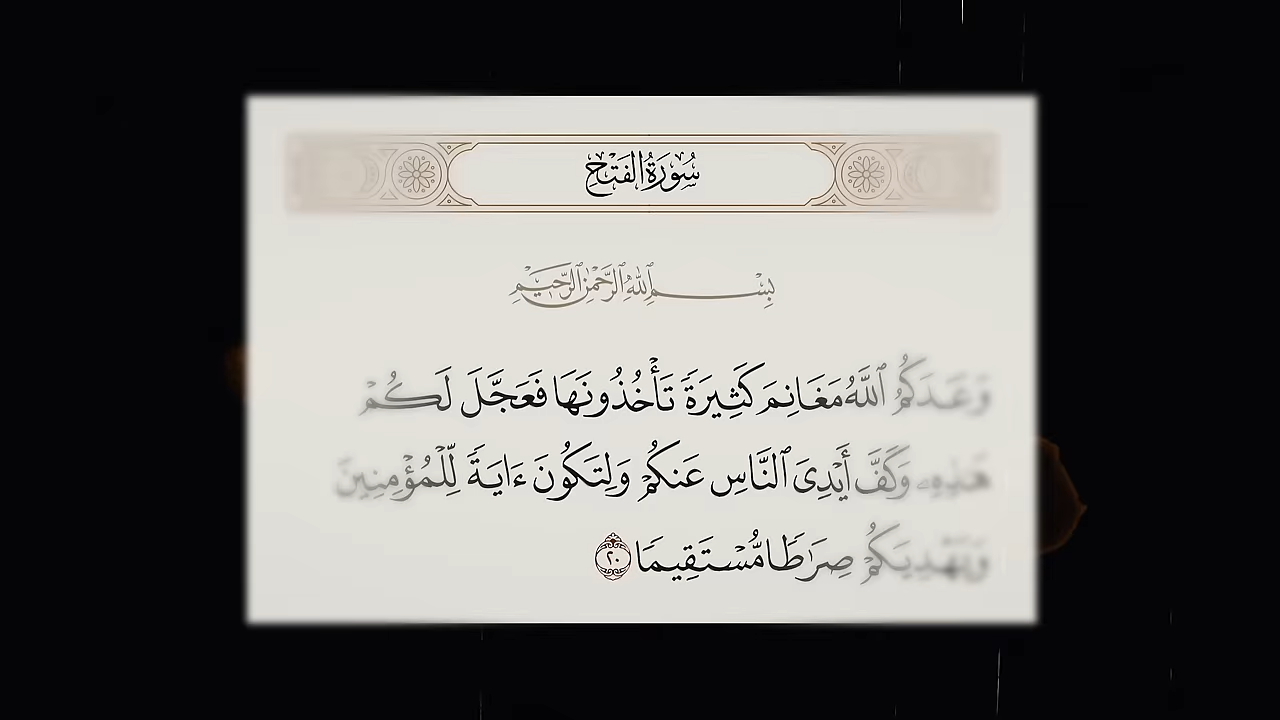 سُورَةُ الفَتْحِ
بِسْمِ ٱللَّهِ ٱلرَّحْمَٰنِ ٱلرَّحِيمِ
وَعَدَكُمُ ٱللَّهُ مَغَانِمَ كَثِيرَةً تَأْخُذُونَهَا فَعَجَّلَ لَكُمْ
هَٰذِهِۦ وَكَفَّ أَيْدِىَ ٱلنَّاسِ عَنكُمْ وَلِتَكُونَ ءَايَةً لِّلْمُؤْمِنِينَ
وَيَهْدِيَكُمْ صِرَٰطًا مُّسْتَقِيمًا ٢٠